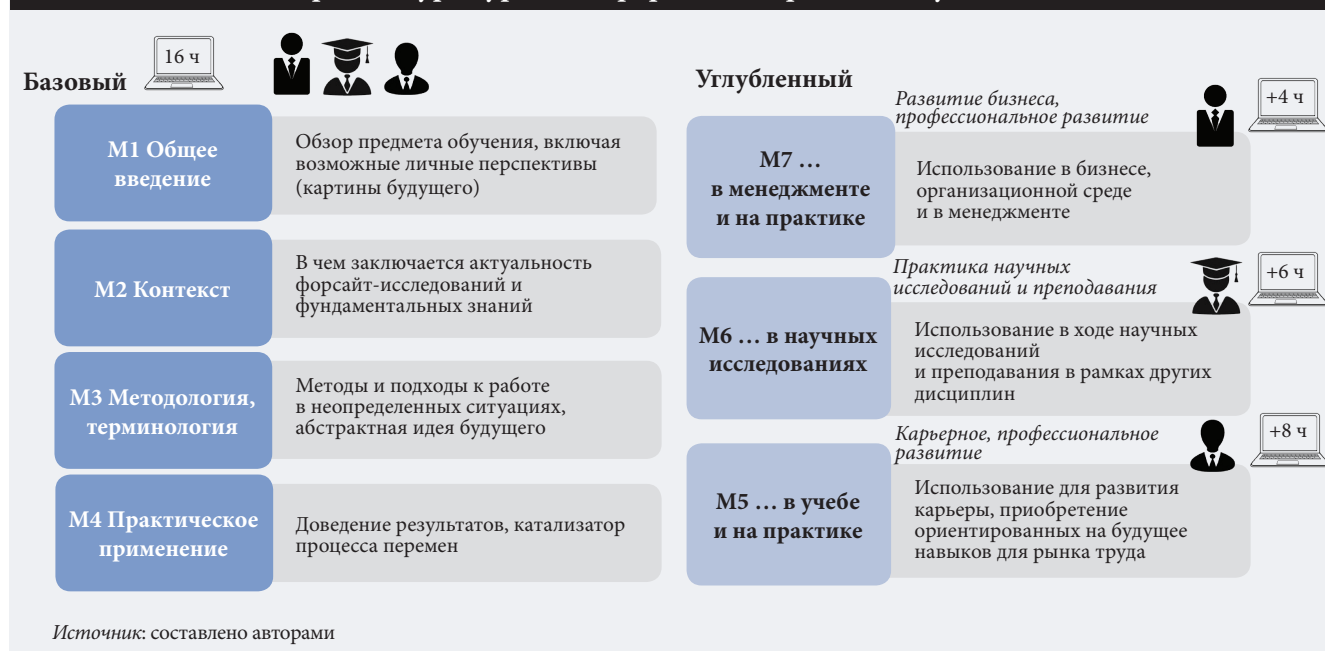 Базовый
16 ч
М1 Общее
введение
Обзор предмета обучения, включая
возможные личные перспективы
(картины будущего)
М2 Контекст
В чем заключается актуальность
форсайт-исследований и
фундаментальных знаний
М3 Методология,
терминология
Методы и подходы к работе
в неопределенных ситуациях,
абстрактная идея будущего
М4 Практическое
применение
Доведение результатов, катализатор
процесса перемен
Углубленный
Развитие бизнеса,
профессиональное развитие
+4 ч
М7 …
в менеджменте
и на практике
Использование в бизнесе,
организационной среде
и в менеджменте
Практика научных
исследований и преподавания
+6 ч
М6 … в научных
исследованиях
Использование в ходе научных
исследований
и преподавания в рамках других
дисциплин
Карьерное, профессиональное
развитие
+8 ч
М5 … в учебе
и на практике
Использование для развития
карьеры, приобретение
ориентированных на будущее
навыков для рынка труда
Источник: составлено авторами